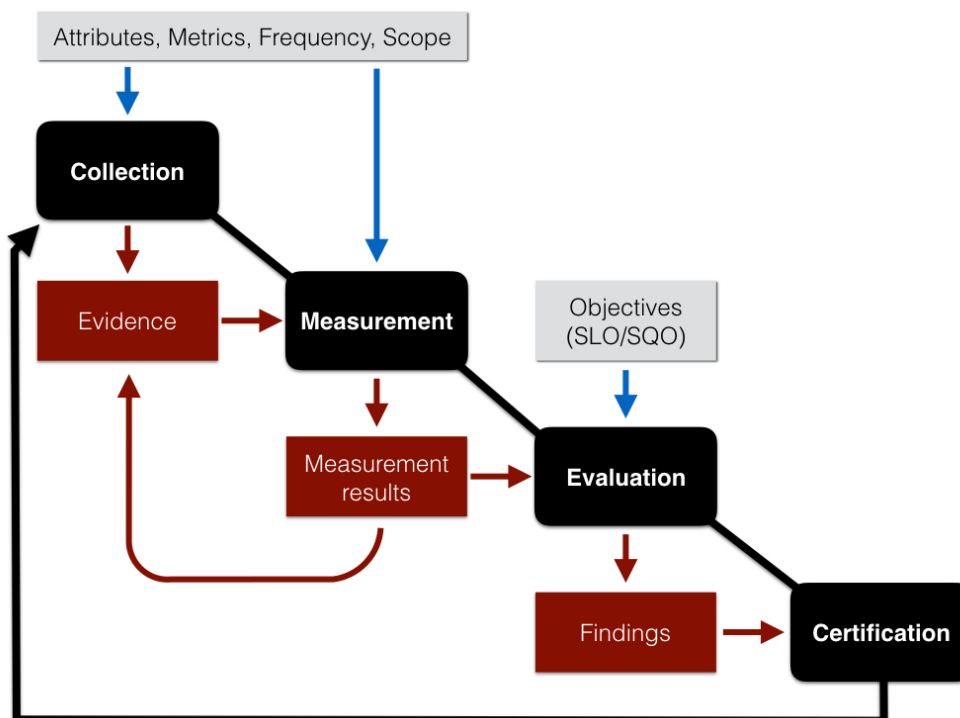 Attributes, Metrics, Frequency, Scope
Collection
Evidence
Measurement
Objectives
(SLO/SQO)
Measurement
results
Evaluation
Findings
Certification